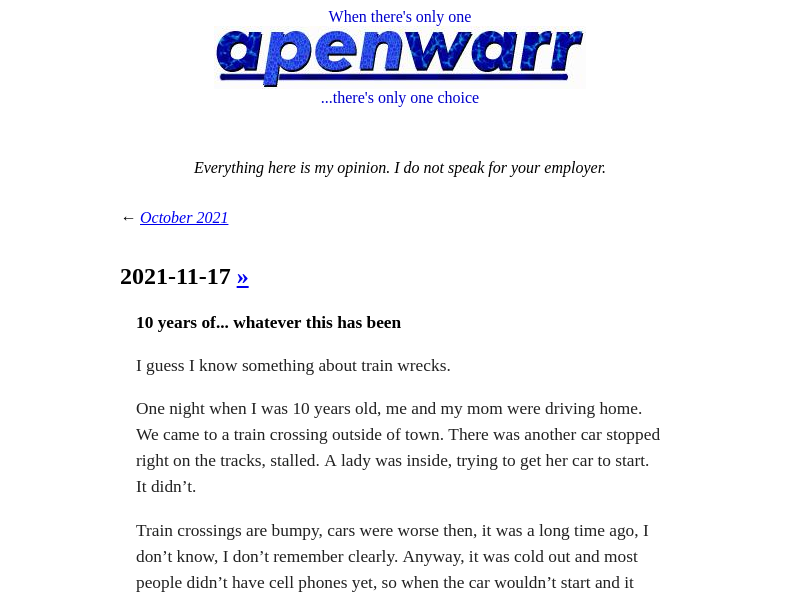 When there's only one
apenwarr
...there's only one choice
Everything here is my opinion. I do not speak for your employer.
← October 2021
2021-11-17 »
10 years of... whatever this has been
I guess I know something about train wrecks.
One night when I was 10 years old, me and my mom were driving home.
We came to a train crossing outside of town. There was another car stopped
right on the tracks, stalled. A lady was inside, trying to get her car to start.
It didn’t.
Train crossings are bumpy, cars were worse then, it was a long time ago, I
don’t know, I don’t remember clearly. Anyway, it was cold out and most
people didn’t have cell phones yet, so when the car wouldn’t start and it